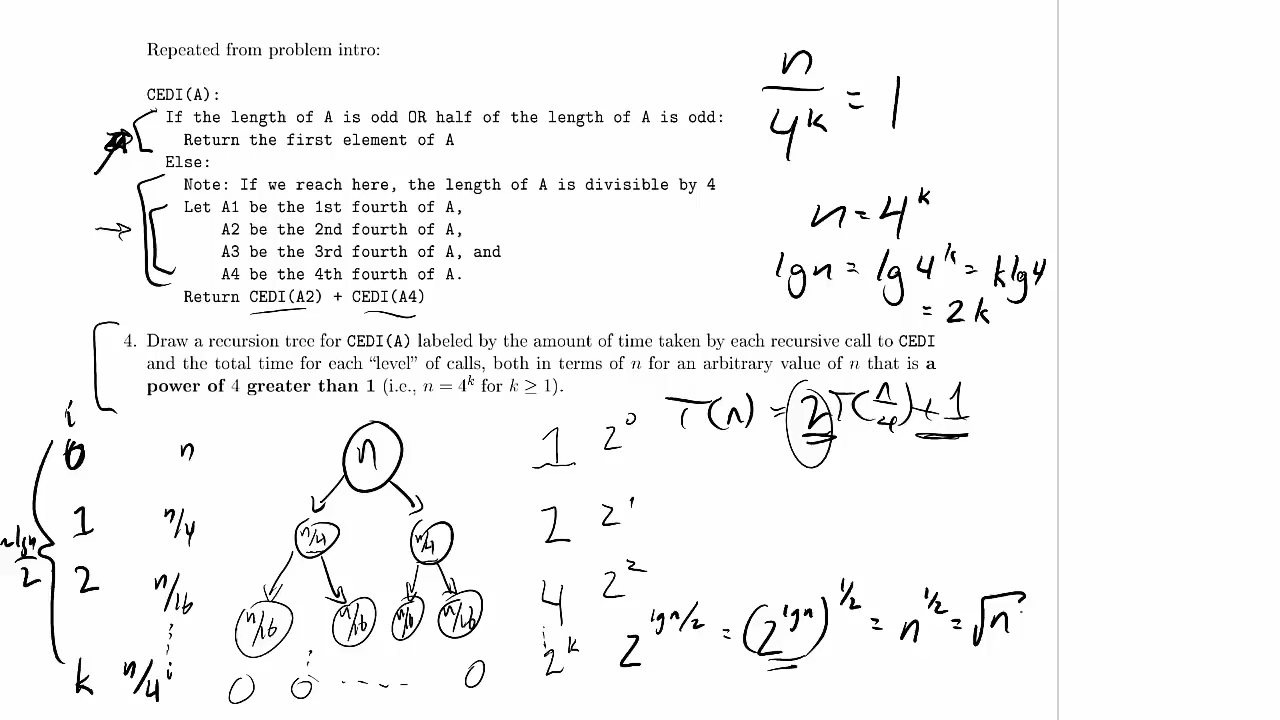 Repeated from problem intro:
CEDI(A):
If the length of A is odd OR half of the length of A is odd:
Return the first element of A
Else:
Note: If we reach here, the length of A is divisible by 4
Let A1 be the 1st fourth of A,
A2 be the 2nd fourth of A,
A3 be the 3rd fourth of A, and
A4 be the 4th fourth of A.
Return CEDI(A2) + CEDI(A4)
n/4^k = 1
n = 4^k
lg n = lg 4^k = k lg 4
= 2k
4. Draw a recursion tree for CEDI(A) labeled by the amount of time taken by each recursive call to CEDI
and the total time for each “level” of calls, both in terms of n for an arbitrary value of n that is a
power of 4 greater than 1 (i.e., n = 4^k for k ≥ 1).
T(n) = 2T(n/4) + 1
i
0 n n 1 2^0
1 n/4 n/4 n/4 2 2^1
~lgn/2
2 n/16 n/16 n/16 n/16 n/16 4 2^2
k n/4^i 0 0 .... 0 2^k
2^(lgn/2) = (2^lgn)^1/2 = n^1/2 = √n